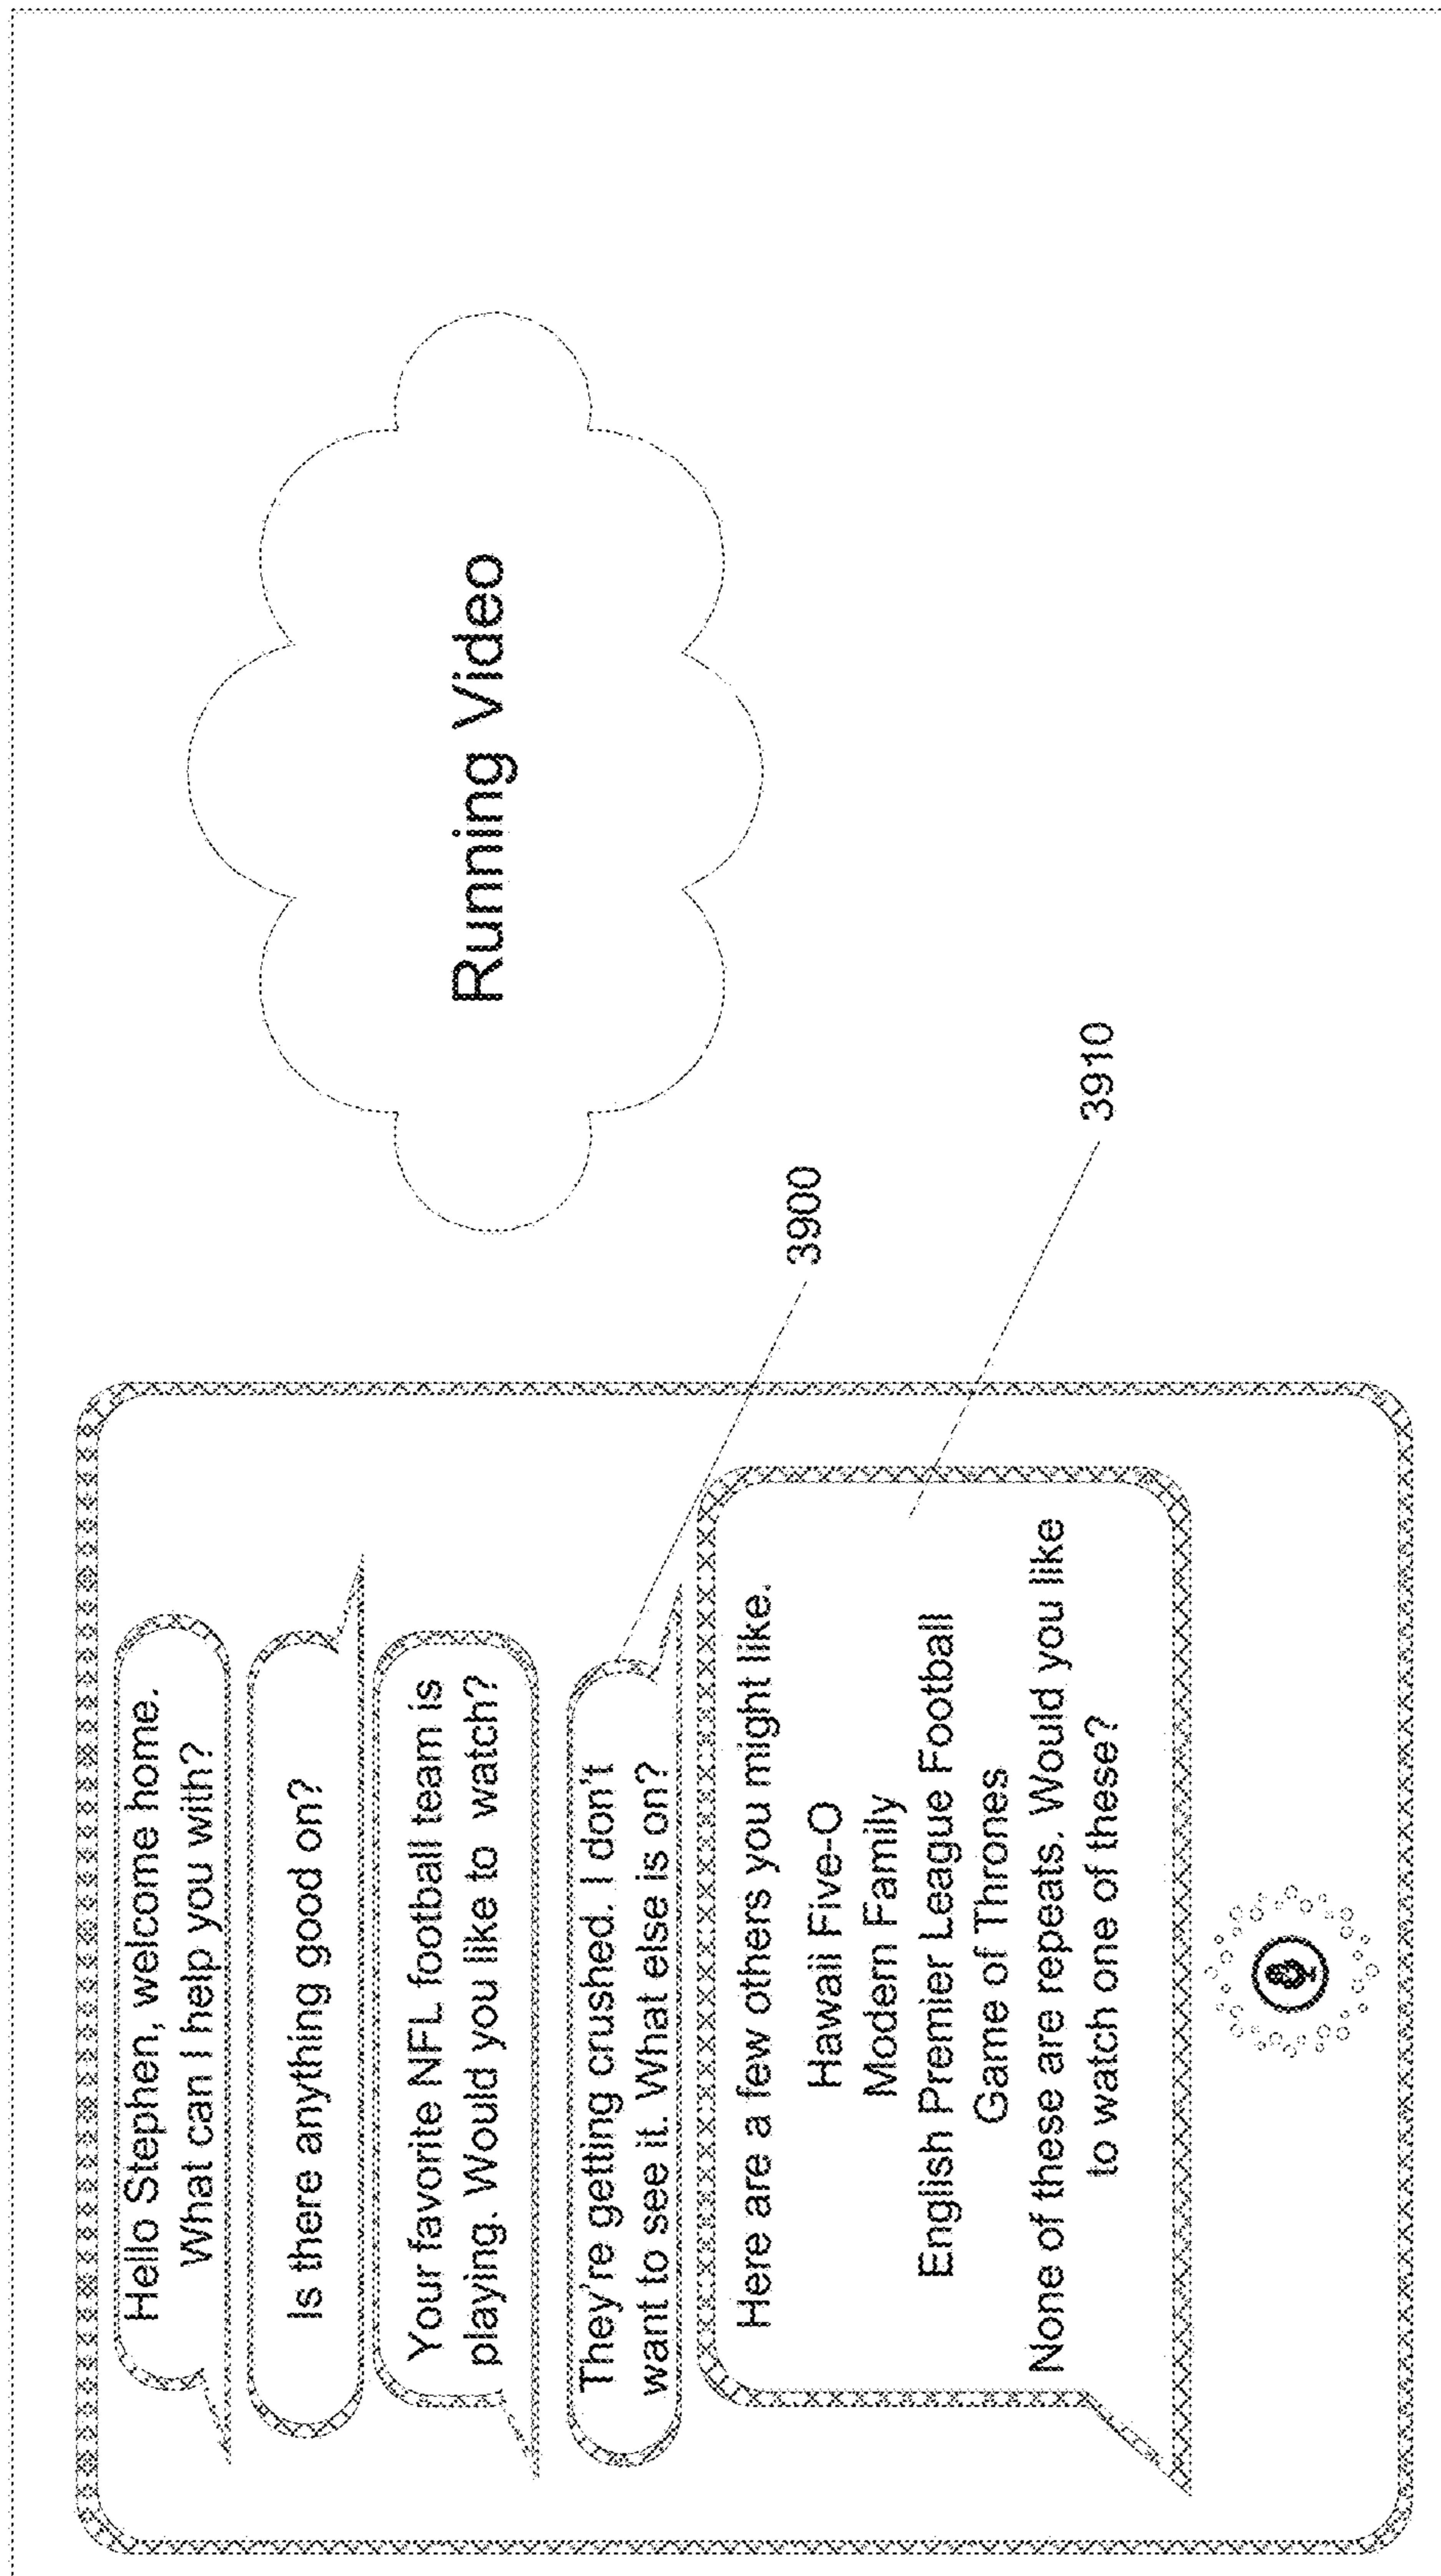 Hello Stephen, welcome home.
What can I help you with?
Is there anything good on?
Your favorite NFL football team is
playing. Would you like to watch?
They're getting crushed. I don't
want to see it. What else is on?
Here are a few others you might like.
Hawaii Five-O
Modern Family
English Premier League Football
Game of Thrones
None of these are repeats. Would you like
to watch one of these?
3900
3910
Running Video